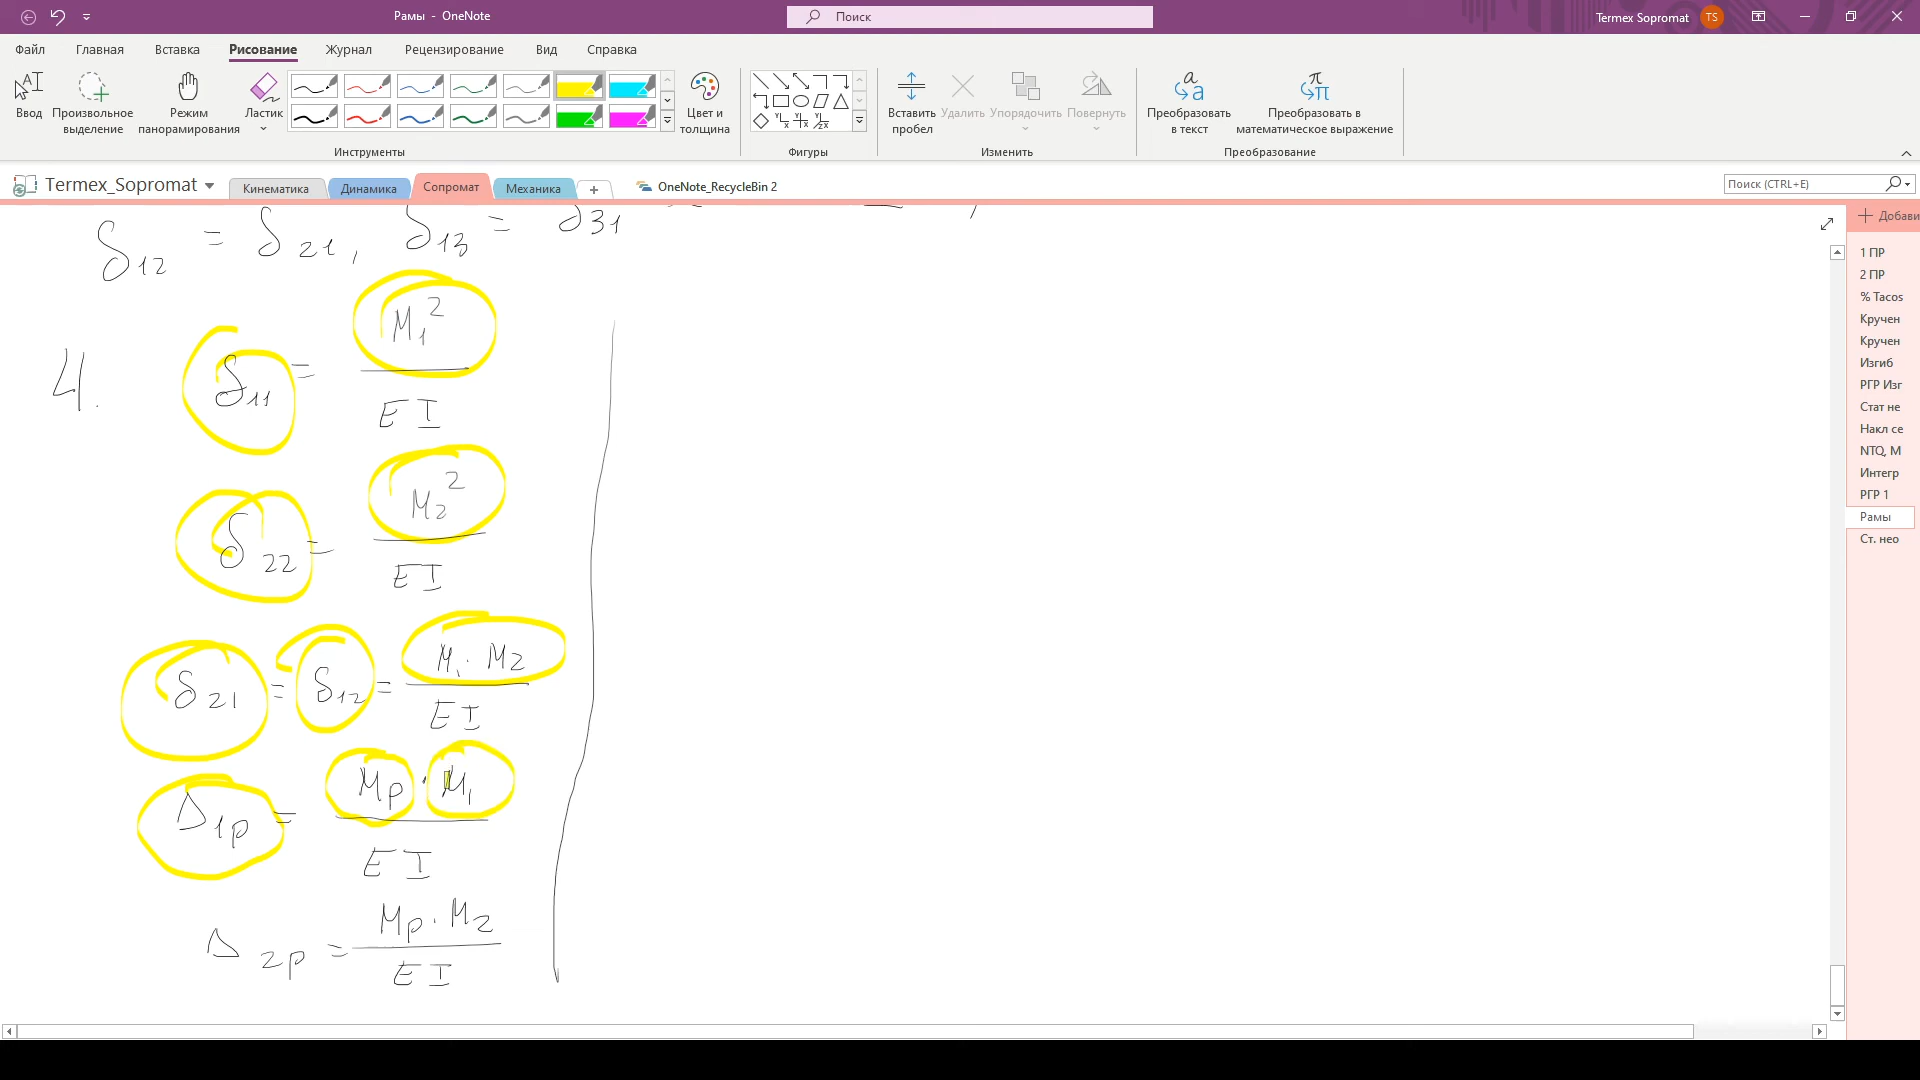 Рамы - OneNote
Поиск
Termex Sopromat
TS
Файл Главная Вставка Рисование Журнал Рецензирование Вид Справка
Ввод
Произвольное выделение
Режим панорамирования
Ластик
Цвет и толщина
Инструменты
Фигуры
Вставить пробел
Удалить
Упорядочить
Повернуть
Изменить
Преобразовать в текст
Преобразовать в математическое выражение
Преобразование
Termex_Sopromat
Кинематика
Динамика
Сопромат
Механика
OneNote_RecycleBin 2
Поиск (CTRL+E)
Добави
1 ПР
2 ПР
% Tacos
Кручен
Кручен
Изгиб
РГР Изг
Стат не
Накл се
NTQ, M
Интегр
РГР 1
Рамы
Ст. нео
δ12 = δ21, δ13 = δ31
4. δ11 = M1² / EI
δ22 = M2² / EI
δ21 = δ12 = M1 · M2 / EI
Δ1p = Mp · M1 / EI
Δ2p = Mp · M2 / EI